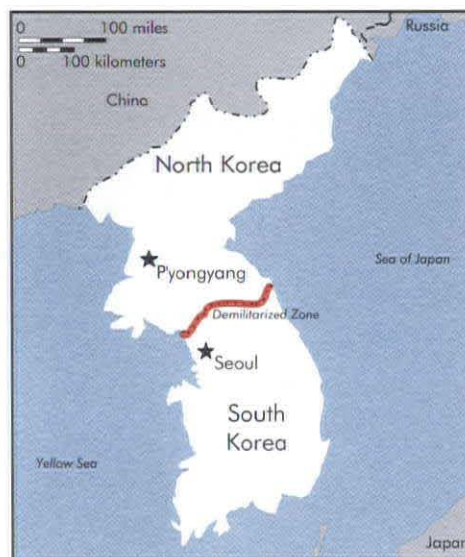 0 100 miles
0 100 kilometers
Russia
China
North Korea
P'yongyang
Sea of Japan
Demilitarized Zone
Seoul
South
Korea
Yellow Sea
Japan